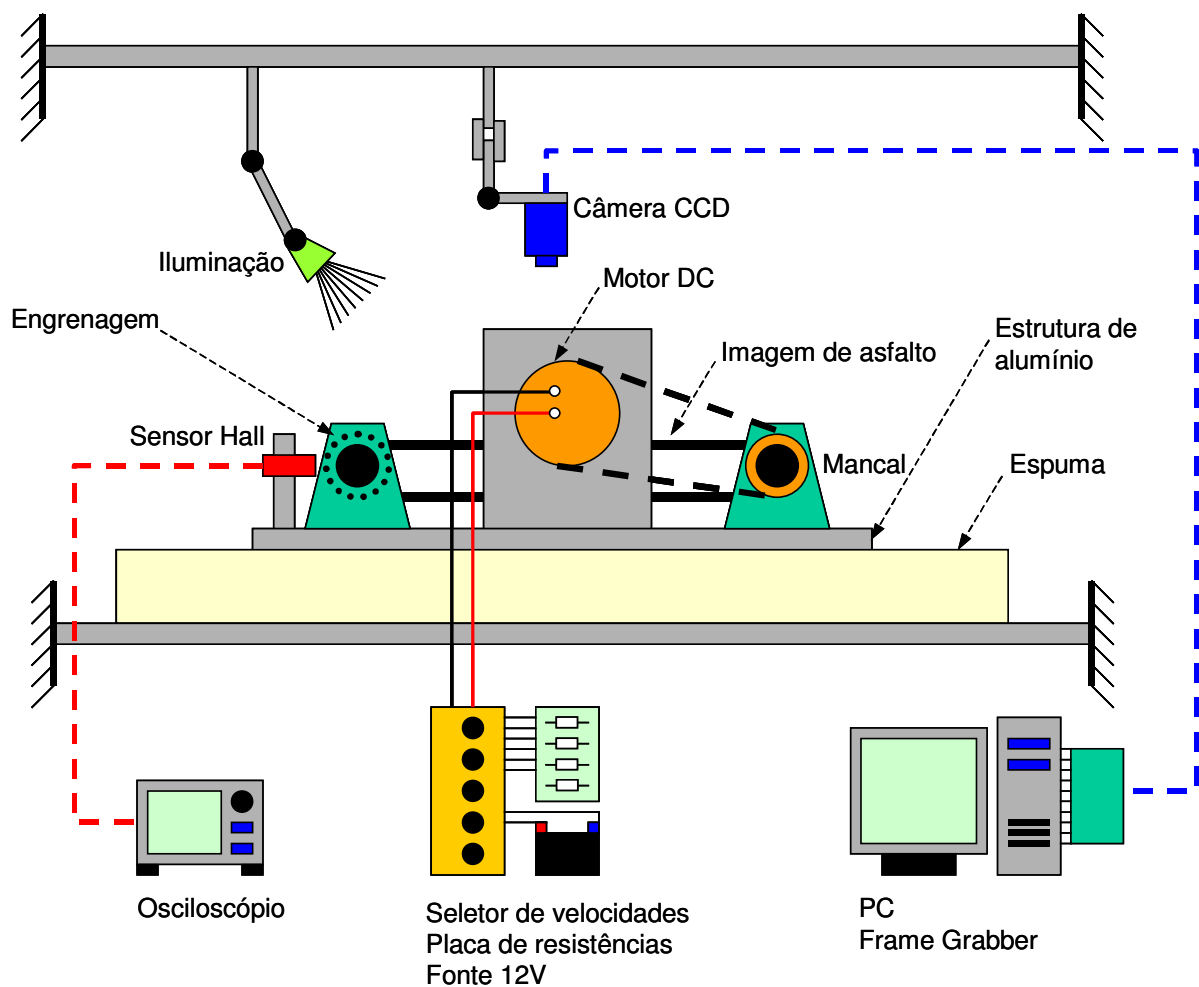 Câmera CCD
Iluminação
Motor DC
Engrenagem
Imagem de asfalto
Estrutura de
alumínio
Sensor Hall
Mancal
Espuma
Osciloscópio
Seletor de velocidades
Placa de resistências
Fonte 12V
PC
Frame Grabber